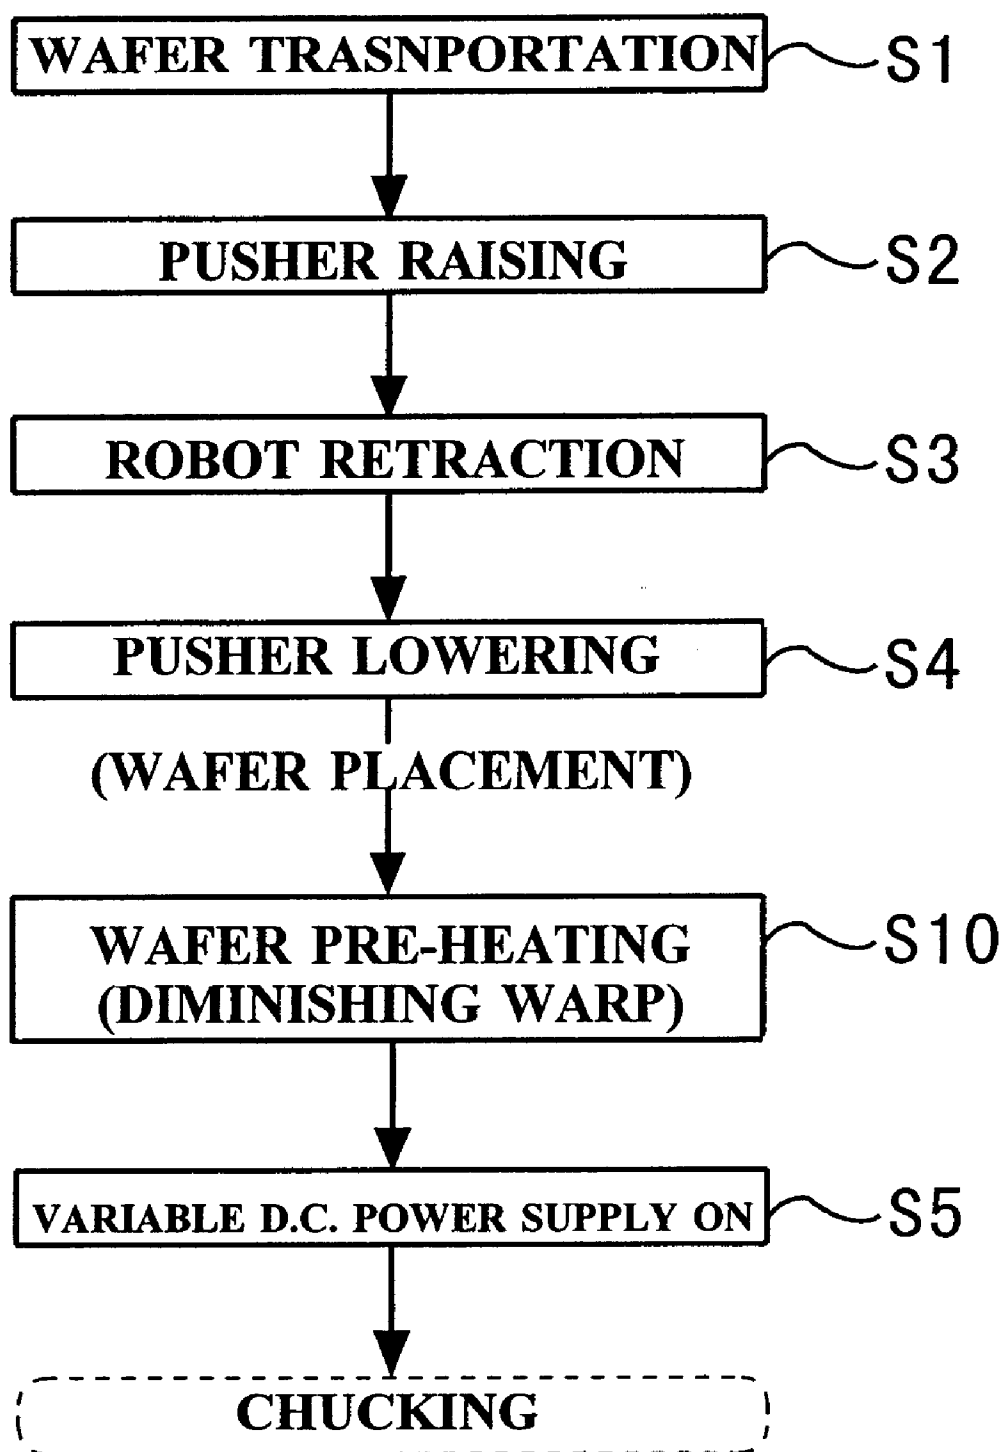 WAFER TRASNPORTATION S1
PUSHER RAISING S2
ROBOT RETRACTION S3
PUSHER LOWERING S4
(WAFER PLACEMENT)
WAFER PRE-HEATING S10
(DIMINISHING WARP)
VARIABLE D.C. POWER SUPPLY ON S5
CHUCKING